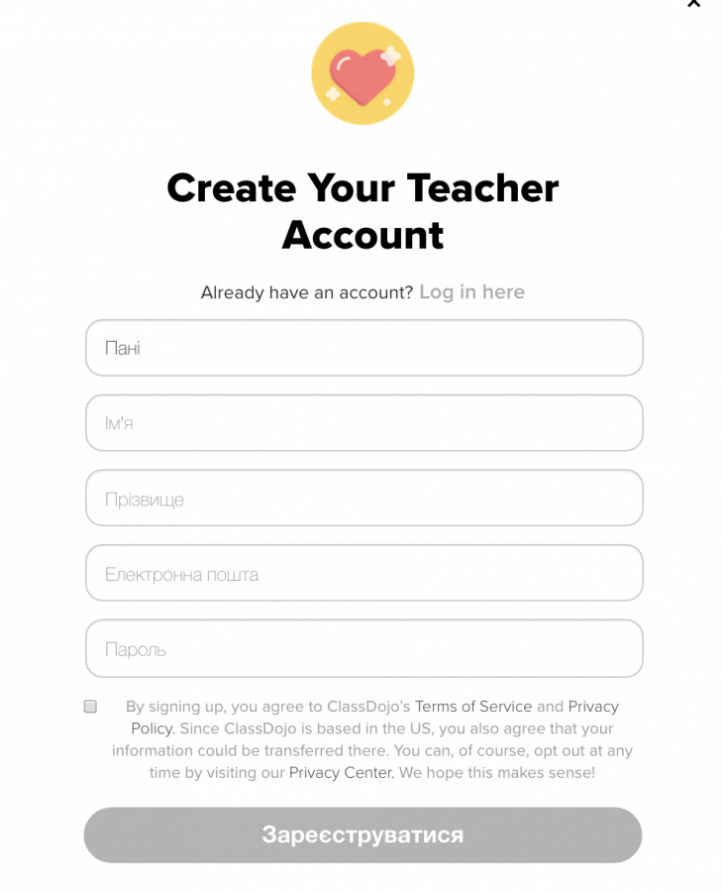 Create Your Teacher
Account
Already have an account? Log in here
Пані
Ім'я
Прізвище
Електронна пошта
Пароль
By signing up, you agree to ClassDojo's Terms of Service and Privacy
Policy. Since ClassDojo is based in the US, you also agree that your
information could be transferred there. You can, of course, opt out at any
time by visiting our Privacy Center. We hope this makes sense!
Зареєструватися